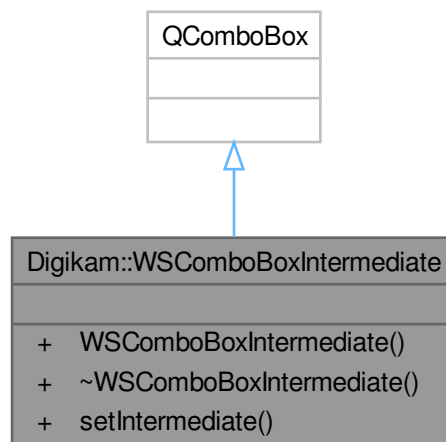 QComboBox
Digikam::WSComboBoxIntermediate
+ WSComboBoxIntermediate()
+ ~WSComboBoxIntermediate()
+ setIntermediate()